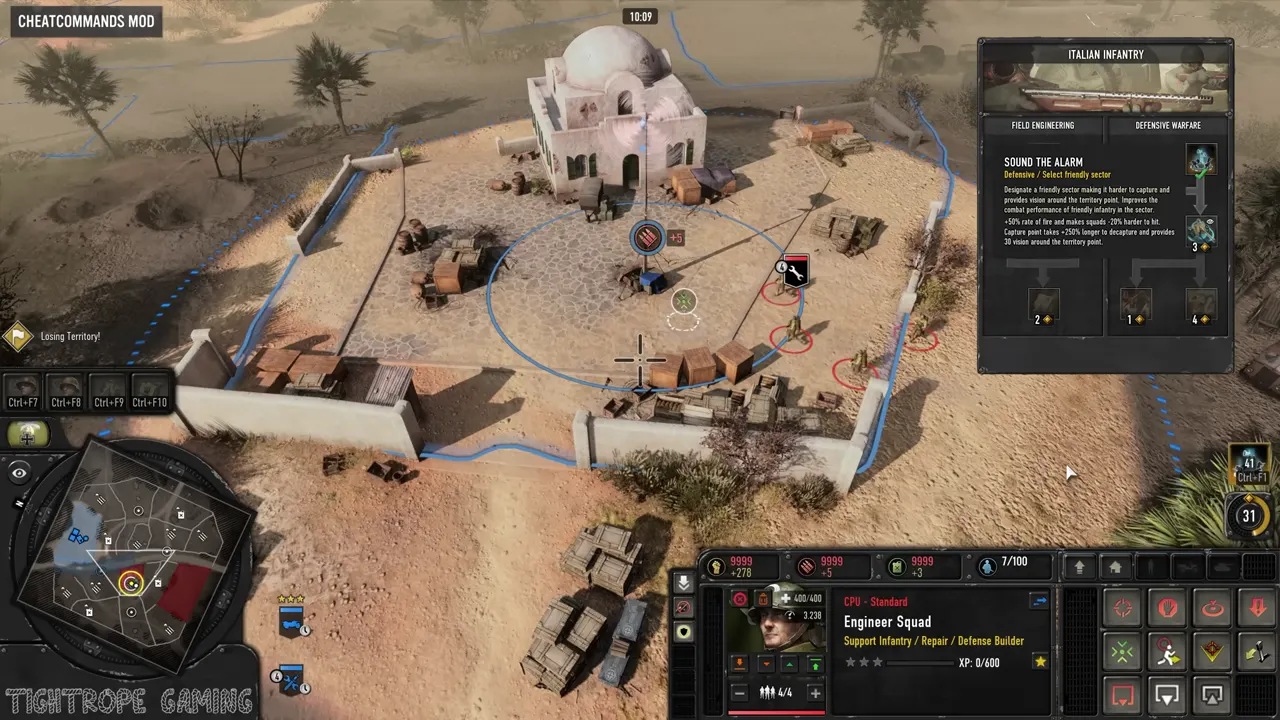 CHEATCOMMANDS MOD
10:09
ITALIAN INFANTRY
FIELD ENGINEERING
DEFENSIVE WARFARE
SOUND THE ALARM
Defensive / Select friendly sector
Designate a friendly sector making it harder to capture and
provides vision around the territory point. Improves the
combat performance of friendly infantry in the sector.
+50% rate of fire and makes squads -20% harder to hit.
Capture point takes +250% longer to decapture and provides
30 vision around the territory point.
3
2
1
4
+5
Losing Territory!
Ctrl+F7
Ctrl+F8
Ctrl+F9
Ctrl+F10
N
41
Ctrl+F1
31
9999
+278
9999
+5
9999
+3
7/100
400/400
3.238
4/4
CPU - Standard
Engineer Squad
Support Infantry / Repair / Defense Builder
XP: 0/600
TIGHTROPE GAMING